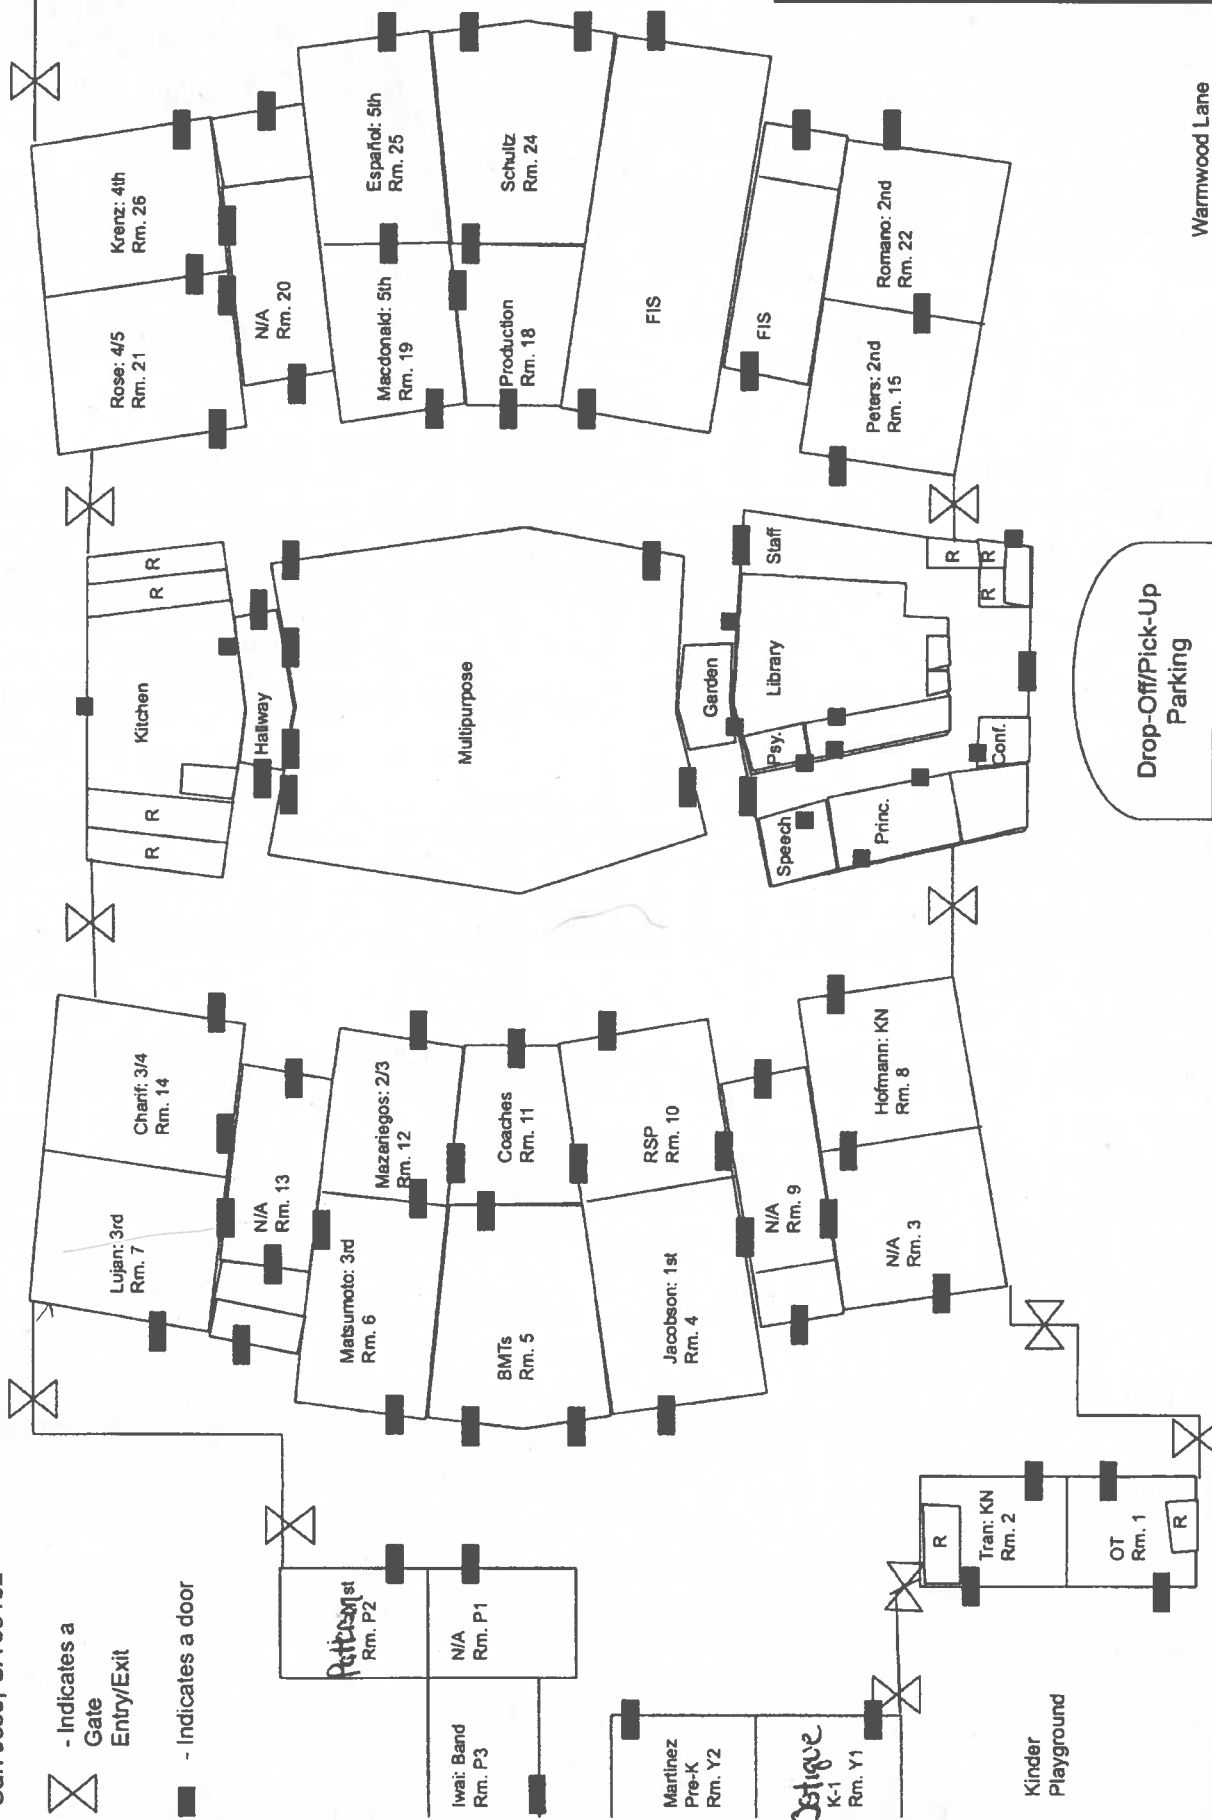 - Indicates a
Gate
Entry/Exit
- Indicates a door
Krenz: 4th
Rm. 26
Rose: 4/5
Rm. 21
N/A
Rm. 20
Español: 5th
Rm. 25
Macdonald: 5th
Rm. 19
Schultz
Rm. 24
Production
Rm. 18
FIS
FIS
Romano: 2nd
Rm. 22
Peters: 2nd
Rm. 15
Warmwood Lane
R
R
Kitchen
R
R
Hallway
Multipurpose
Garden
Staff
Library
Psy.
Speech
Princ.
Conf.
R
R
R
Drop-Off/Pick-Up
Parking
Charif: 3/4
Rm. 14
Lujan: 3rd
Rm. 7
N/A
Rm. 13
Mazariegos: 2/3
Rm. 12
Matsumoto: 3rd
Rm. 6
Coaches
Rm. 11
BMTs
Rm. 5
RSP
Rm. 10
Jacobson: 1st
Rm. 4
N/A
Rm. 9
Hofmann: KN
Rm. 8
N/A
Rm. 3
1st
Rm. P2
N/A
Rm. P1
Iwai: Band
Rm. P3
Martinez
Pre-K
Rm. Y2
K-1
Rm. Y1
R
Tran: KN
Rm. 2
OT
Rm. 1
R
Kinder
Playground